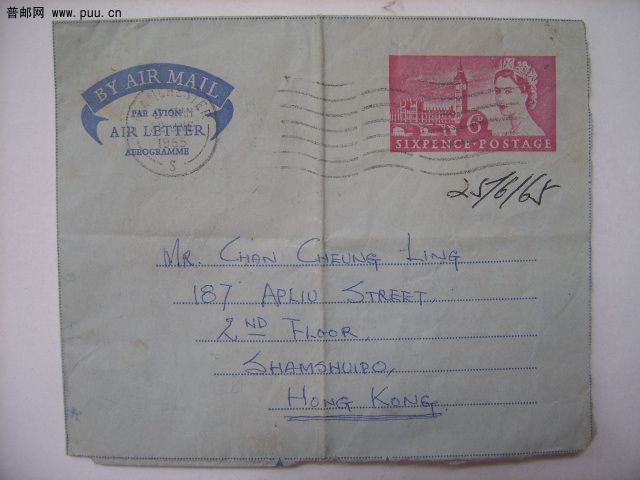 普邮网 www.puu.cn
BY AIR MAIL
PAR AVION
AIR LETTER
AEROGRAMME
1965
S
6D
SIXPENCE·POSTAGE
25/6/65
MR. CHAN CHEUNG LING
187 APLIU STREET,
2ND FLOOR,
SHAMSHUIPO,
HONG KONG.